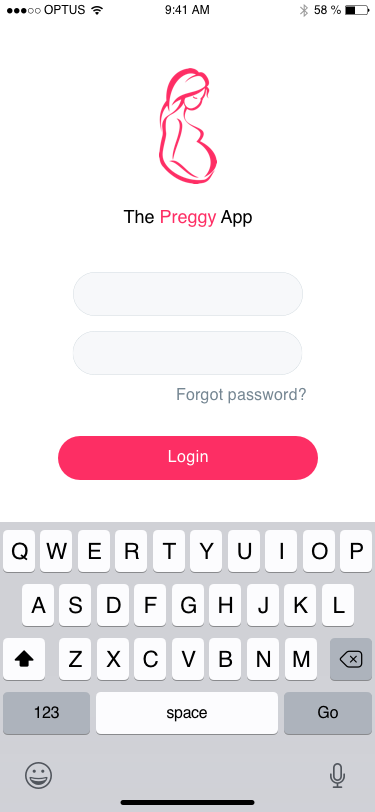 OPTUS 9:41 AM 58 %
The Preggy App
Forgot password?
Login
Q W E R T Y U I O P
A S D F G H J K L
Z X C V B N M
123 space Go